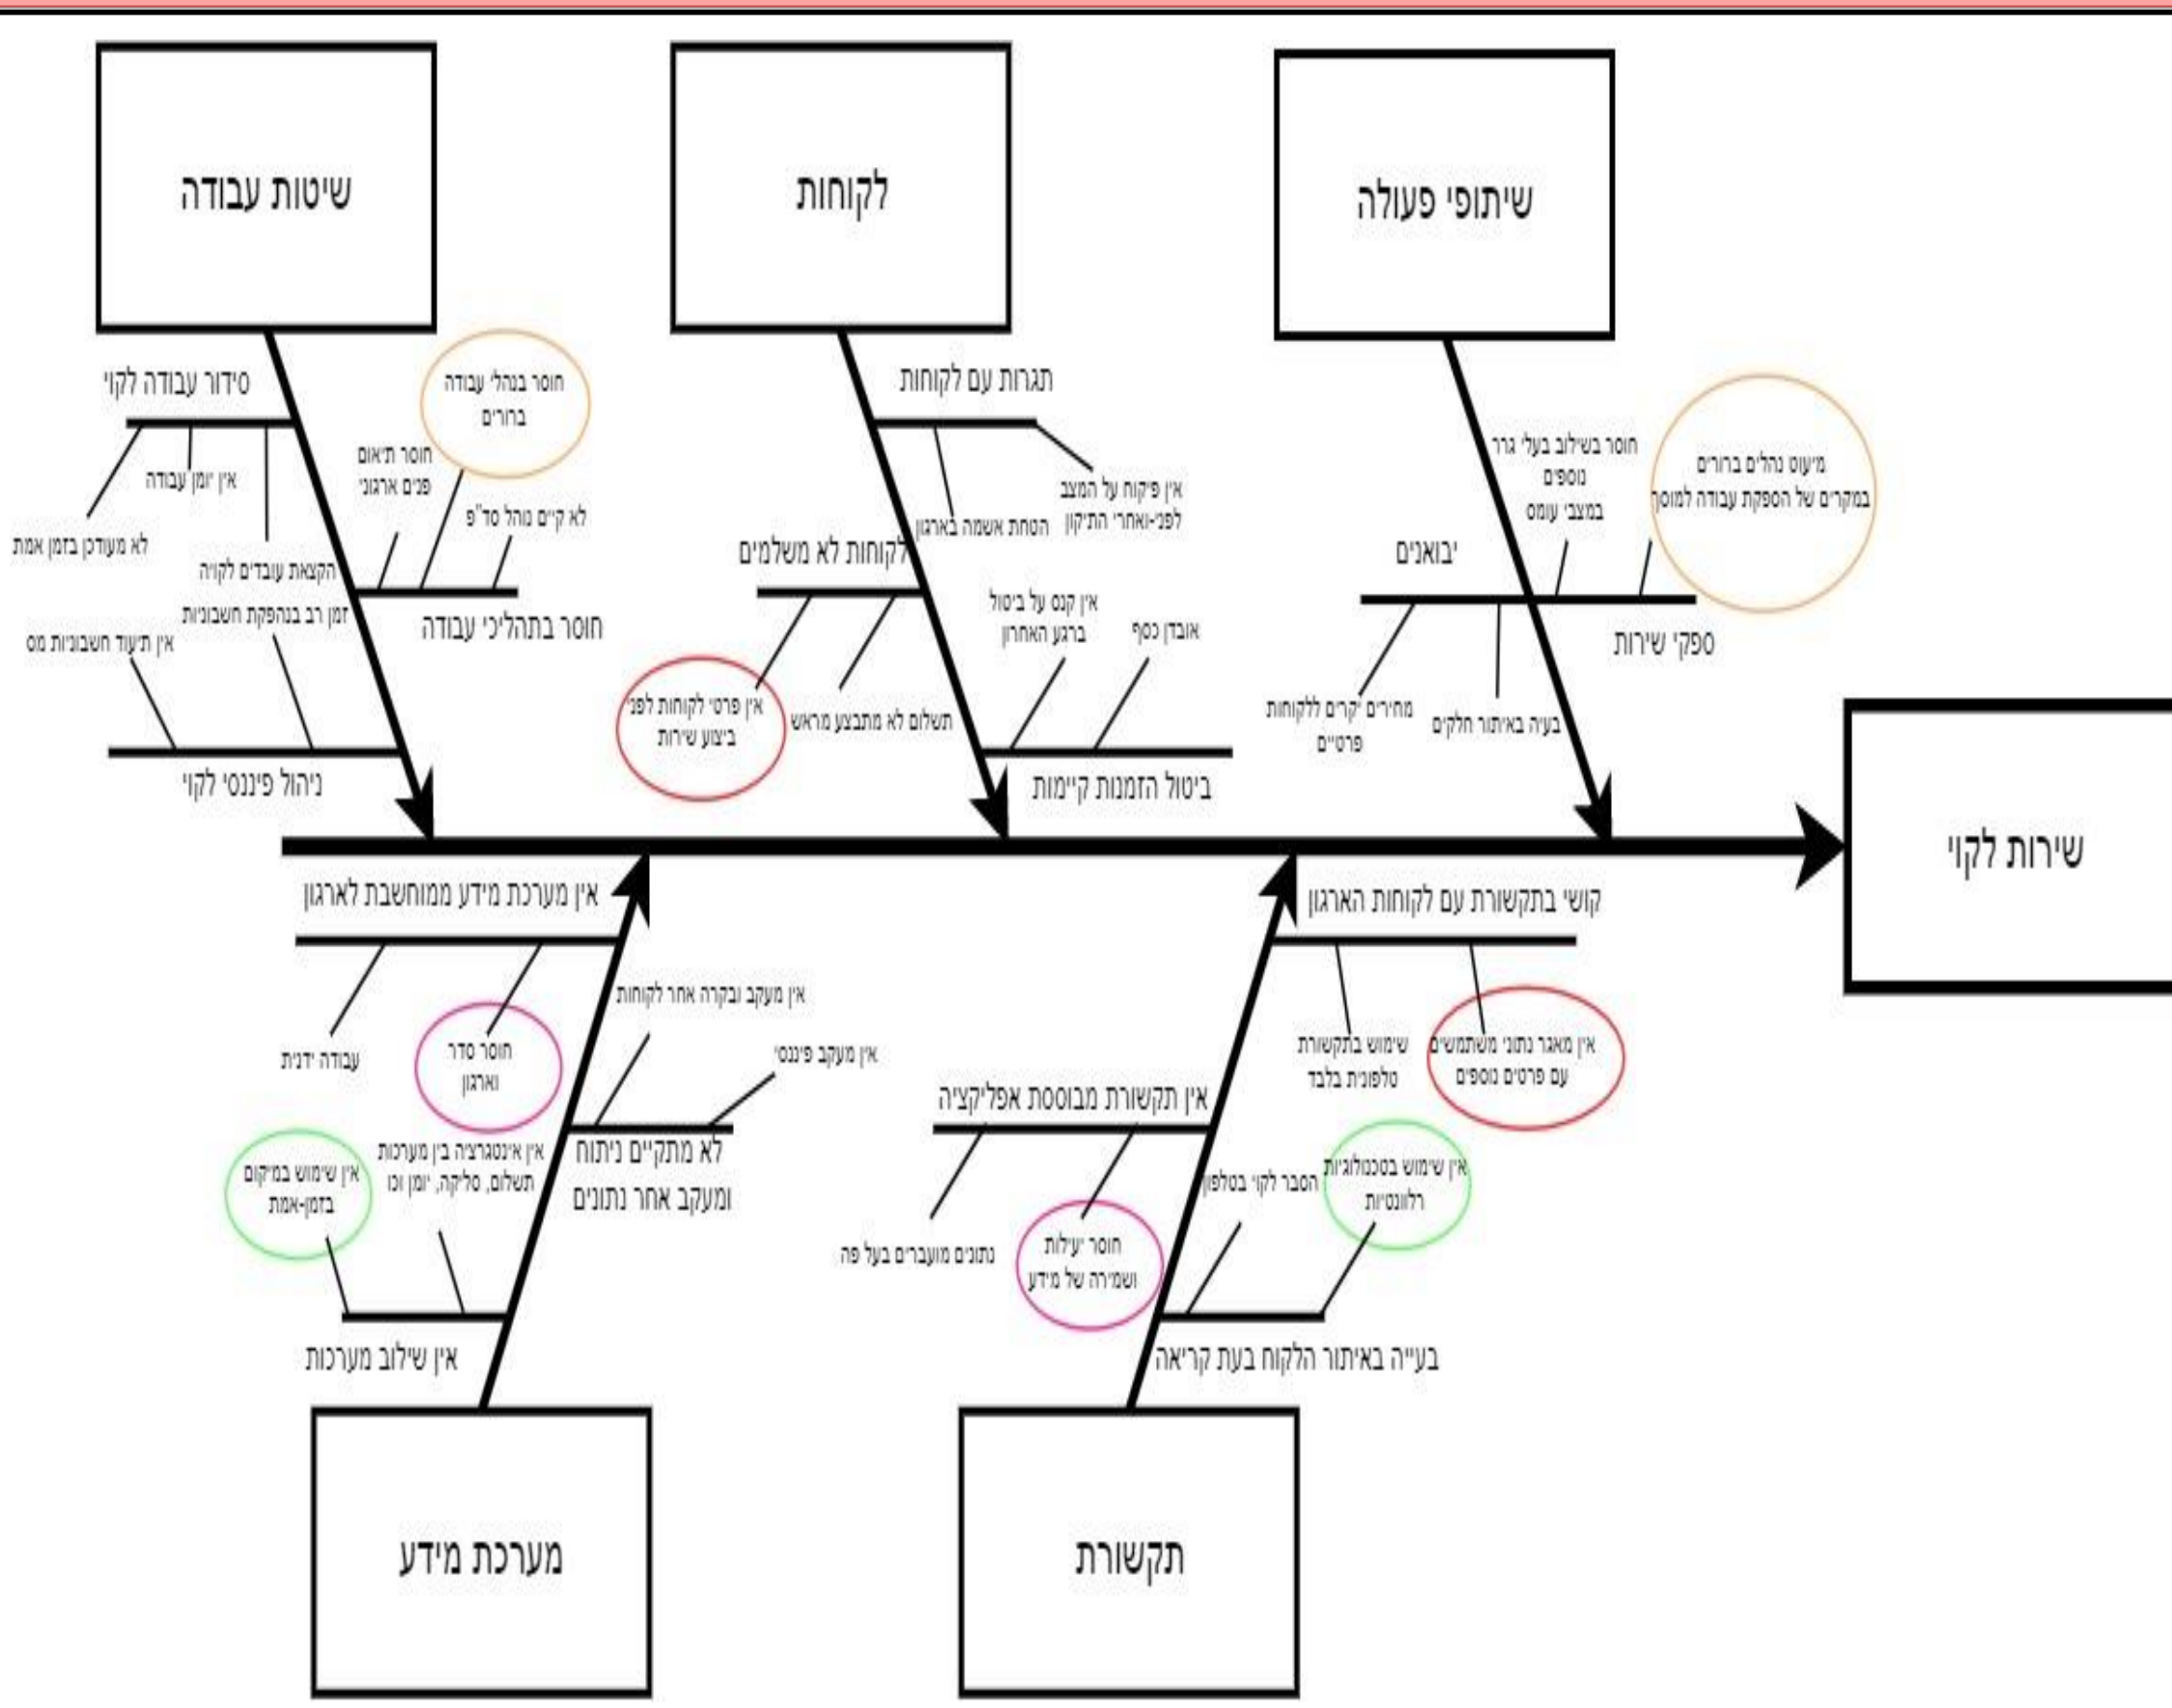 שיטות עבודה
לקוחות
שיתופי פעולה
סידור עבודה לקוי
לא מעודכן בזמן אמת
אין יומן עבודה
הקצאת עובדים לקויה
חוסר תיאום
פנים ארגוני
חוסר בנהלי עבודה
ברורים
לא קיים נוהל סד"פ
חוסר בתהליכי עבודה
זמן רב בנהפקת חשבוניות
אין תיעוד חשבוניות מס
ניהול פיננסי לקוי
תגרות עם לקוחות
הטחת אשמה בארגון
אין פיקוח על המצב
לפני-ואחרי התיקון
לקוחות לא משלמים
אין פרטי לקוחות לפני
ביצוע שירות
תשלום לא מתבצע מראש
אין קנס על ביטול
ברגע האחרון
אובדן כסף
ביטול הזמנות קיימות
חוסר בשילוב בעלי גרר
נוספים
במצבי עומס
מיעוט נהלים ברורים
במקרים של הספקת עבודה למוסך
יבואנים
ספקי שירות
מחירים יקרים ללקוחות
פרטיים
בעיה באיתור חלקים
שירות לקוי
אין מערכת מידע ממוחשבת לארגון
עבודה ידנית
חוסר סדר
וארגון
אין מעקב ובקרה אחר לקוחות
אין מעקב פיננסי
לא מתקיים ניתוח
ומעקב אחר נתונים
אין שימוש במיקום
בזמן-אמת
אין אינטגרציה בין מערכות
תשלום, סליקה, יומן וכו
אין שילוב מערכות
קושי בתקשורת עם לקוחות הארגון
שימוש בתקשורת
טלפונית בלבד
אין מאגר נתוני משתמשים
עם פרטים נוספים
אין תקשורת מבוססת אפליקציה
נתונים מועברים בעל פה
חוסר יעילות
ושמירה של מידע
הסבר לקוי בטלפון
אין שימוש בטכנולוגיות
רלוונטיות
בעייה באיתור הלקוח בעת קריאה
מערכת מידע
תקשורת